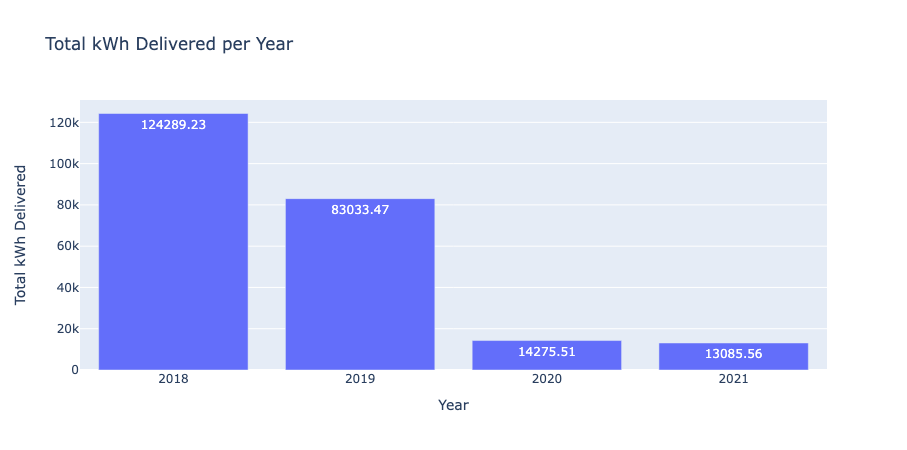 Total kWh Delivered per Year
Total kWh Delivered
120k
100k
80k
60k
40k
20k
0
124289.23
83033.47
14275.51
13085.56
2018 2019 2020 2021
Year